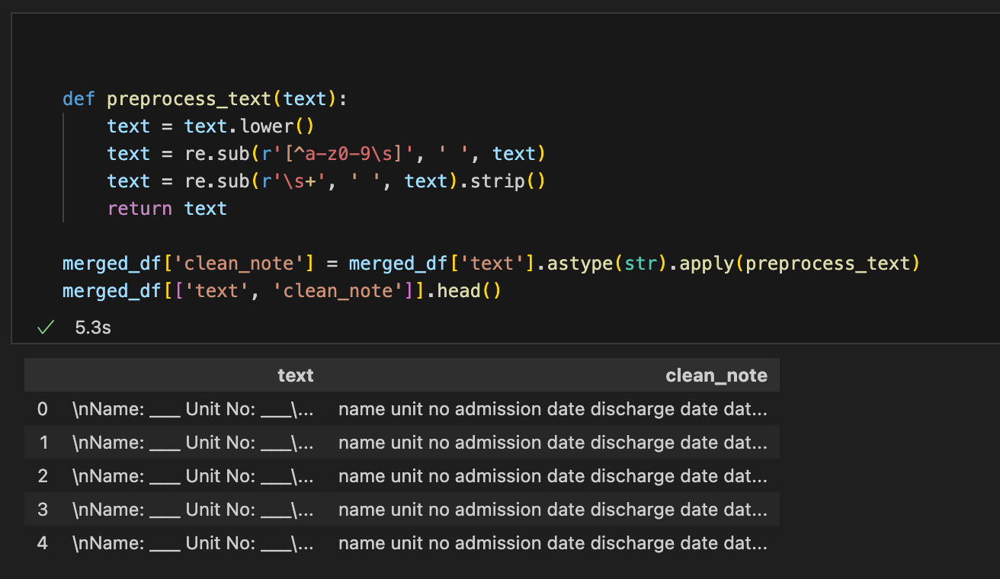 def preprocess_text(text):
    text = text.lower()
    text = re.sub(r'[^a-z0-9\s]', ' ', text)
    text = re.sub(r'\s+', ' ', text).strip()
    return text
merged_df['clean_note'] = merged_df['text'].astype(str).apply(preprocess_text)
merged_df[['text', 'clean_note']].head()
5.3s
text clean_note
0 \nName: ___ Unit No: ___\... name unit no admission date discharge date dat...
1 \nName: ___ Unit No: ___\... name unit no admission date discharge date dat...
2 \nName: ___ Unit No: ___\... name unit no admission date discharge date dat...
3 \nName: ___ Unit No: ___\... name unit no admission date discharge date dat...
4 \nName: ___ Unit No: ___\... name unit no admission date discharge date dat...